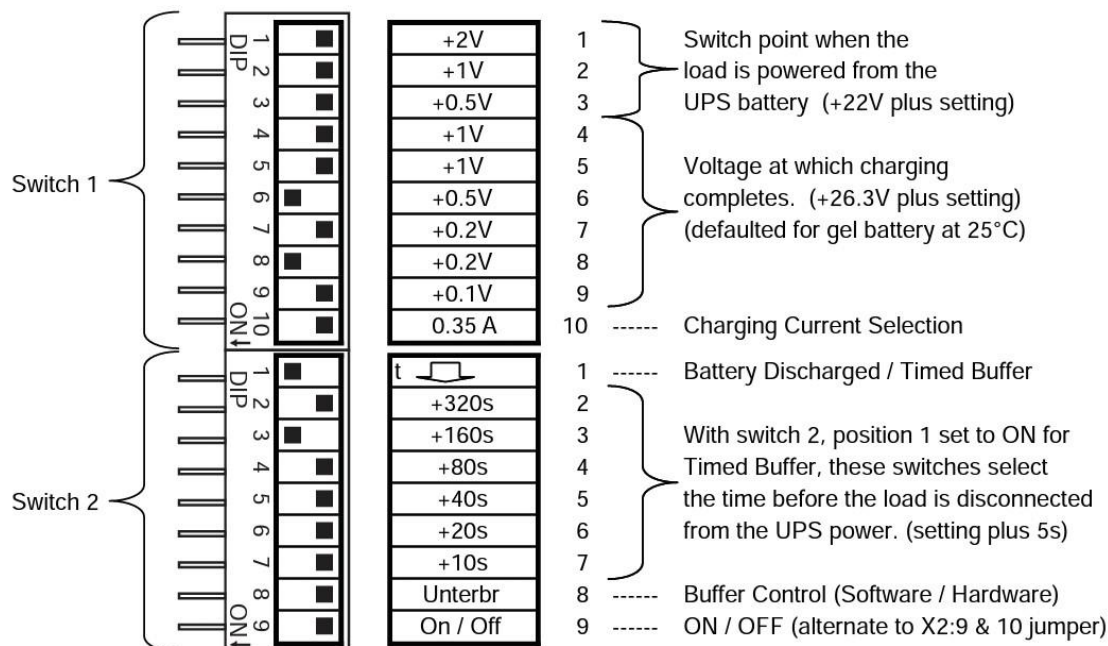 Switch 1
DIP
1
2
3
4
5
6
7
8
9
10
ON
+2V
+1V
+0.5V
+1V
+1V
+0.5V
+0.2V
+0.2V
+0.1V
0.35 A
1
2
3
4
5
6
7
8
9
10 ------ Charging Current Selection
Switch point when the
load is powered from the
UPS battery (+22V plus setting)
Voltage at which charging
completes. (+26.3V plus setting)
(defaulted for gel battery at 25°C)
Switch 2
DIP
1
2
3
4
5
6
7
8
9
ON
t
+320s
+160s
+80s
+40s
+20s
+10s
Unterbr
On / Off
1 ------ Battery Discharged / Timed Buffer
2
3
4
5
6
7
With switch 2, position 1 set to ON for
Timed Buffer, these switches select
the time before the load is disconnected
from the UPS power. (setting plus 5s)
8 ------ Buffer Control (Software / Hardware)
9 ------ ON / OFF (alternate to X2:9 & 10 jumper)